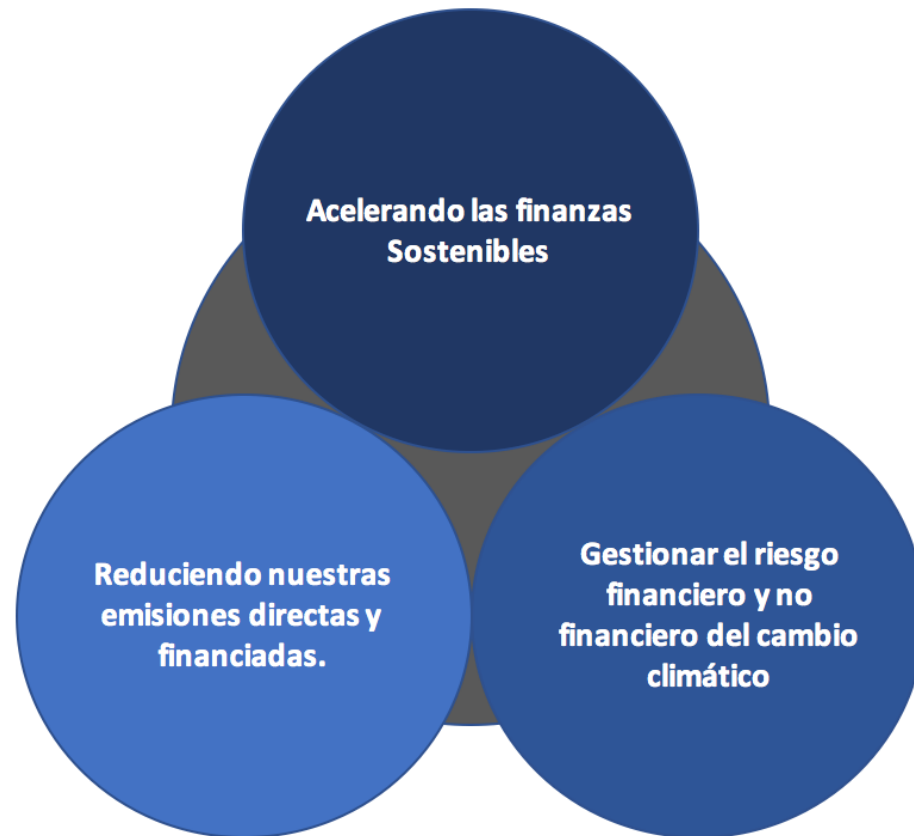 Acelerando las finanzas
Sostenibles
Reduciendo nuestras
emisiones directas y
financiadas.
Gestionar el riesgo
financiero y no
financiero del cambio
climático